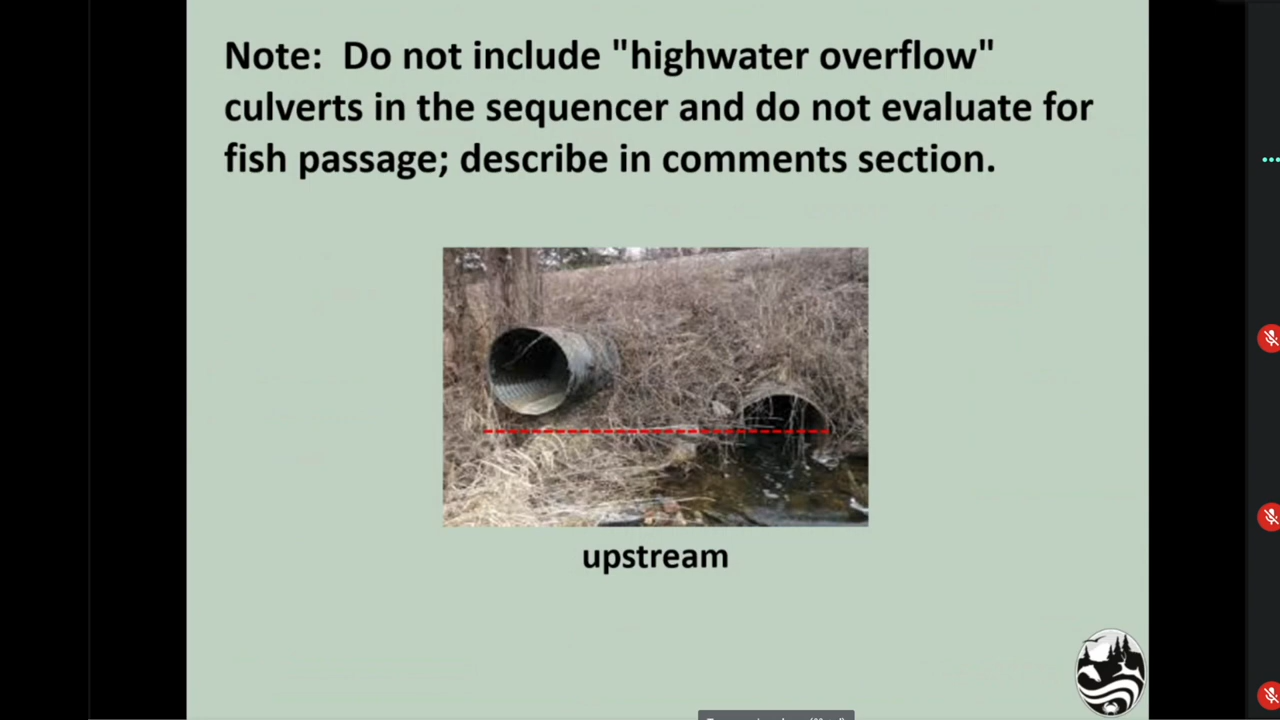 Note:  Do not include "highwater overflow"
culverts in the sequencer and do not evaluate for
fish passage; describe in comments section.
upstream